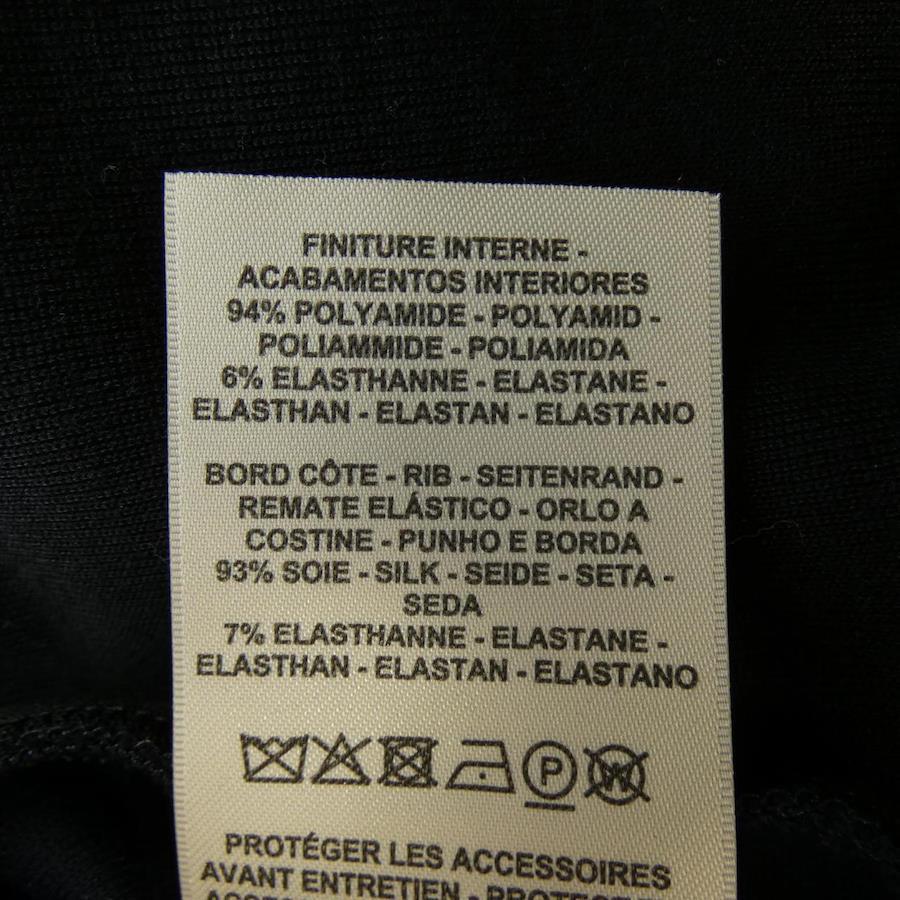 FINITURE INTERNE -
ACABAMENTOS INTERIORES
94% POLYAMIDE - POLYAMID -
POLIAMMIDE - POLIAMIDA
6% ELASTHANNE - ELASTANE -
ELASTHAN - ELASTAN - ELASTANO
BORD CÔTE - RIB - SEITENRAND -
REMATE ELÁSTICO - ORLO A
COSTINE - PUNHO E BORDA
93% SOIE - SILK - SEIDE - SETA -
SEDA
7% ELASTHANNE - ELASTANE -
ELASTHAN - ELASTAN - ELASTANO
P W
PROTÉGER LES ACCESSOIRES
AVANT ENTRETIEN - PROTECT